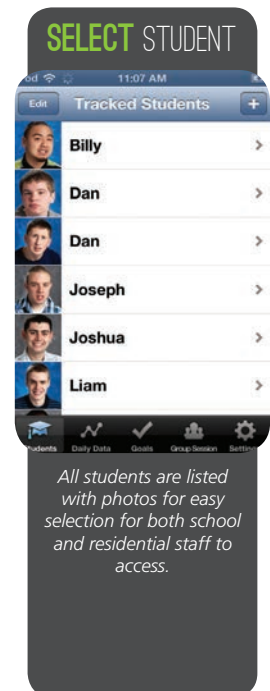 SELECT STUDENT
11:07 AM
Edit Tracked Students +
Billy
Dan
Dan
Joseph
Joshua
Liam
Students Daily Data Goals Group Session Settings
All students are listed
with photos for easy
selection for both school
and residential staff to
access.